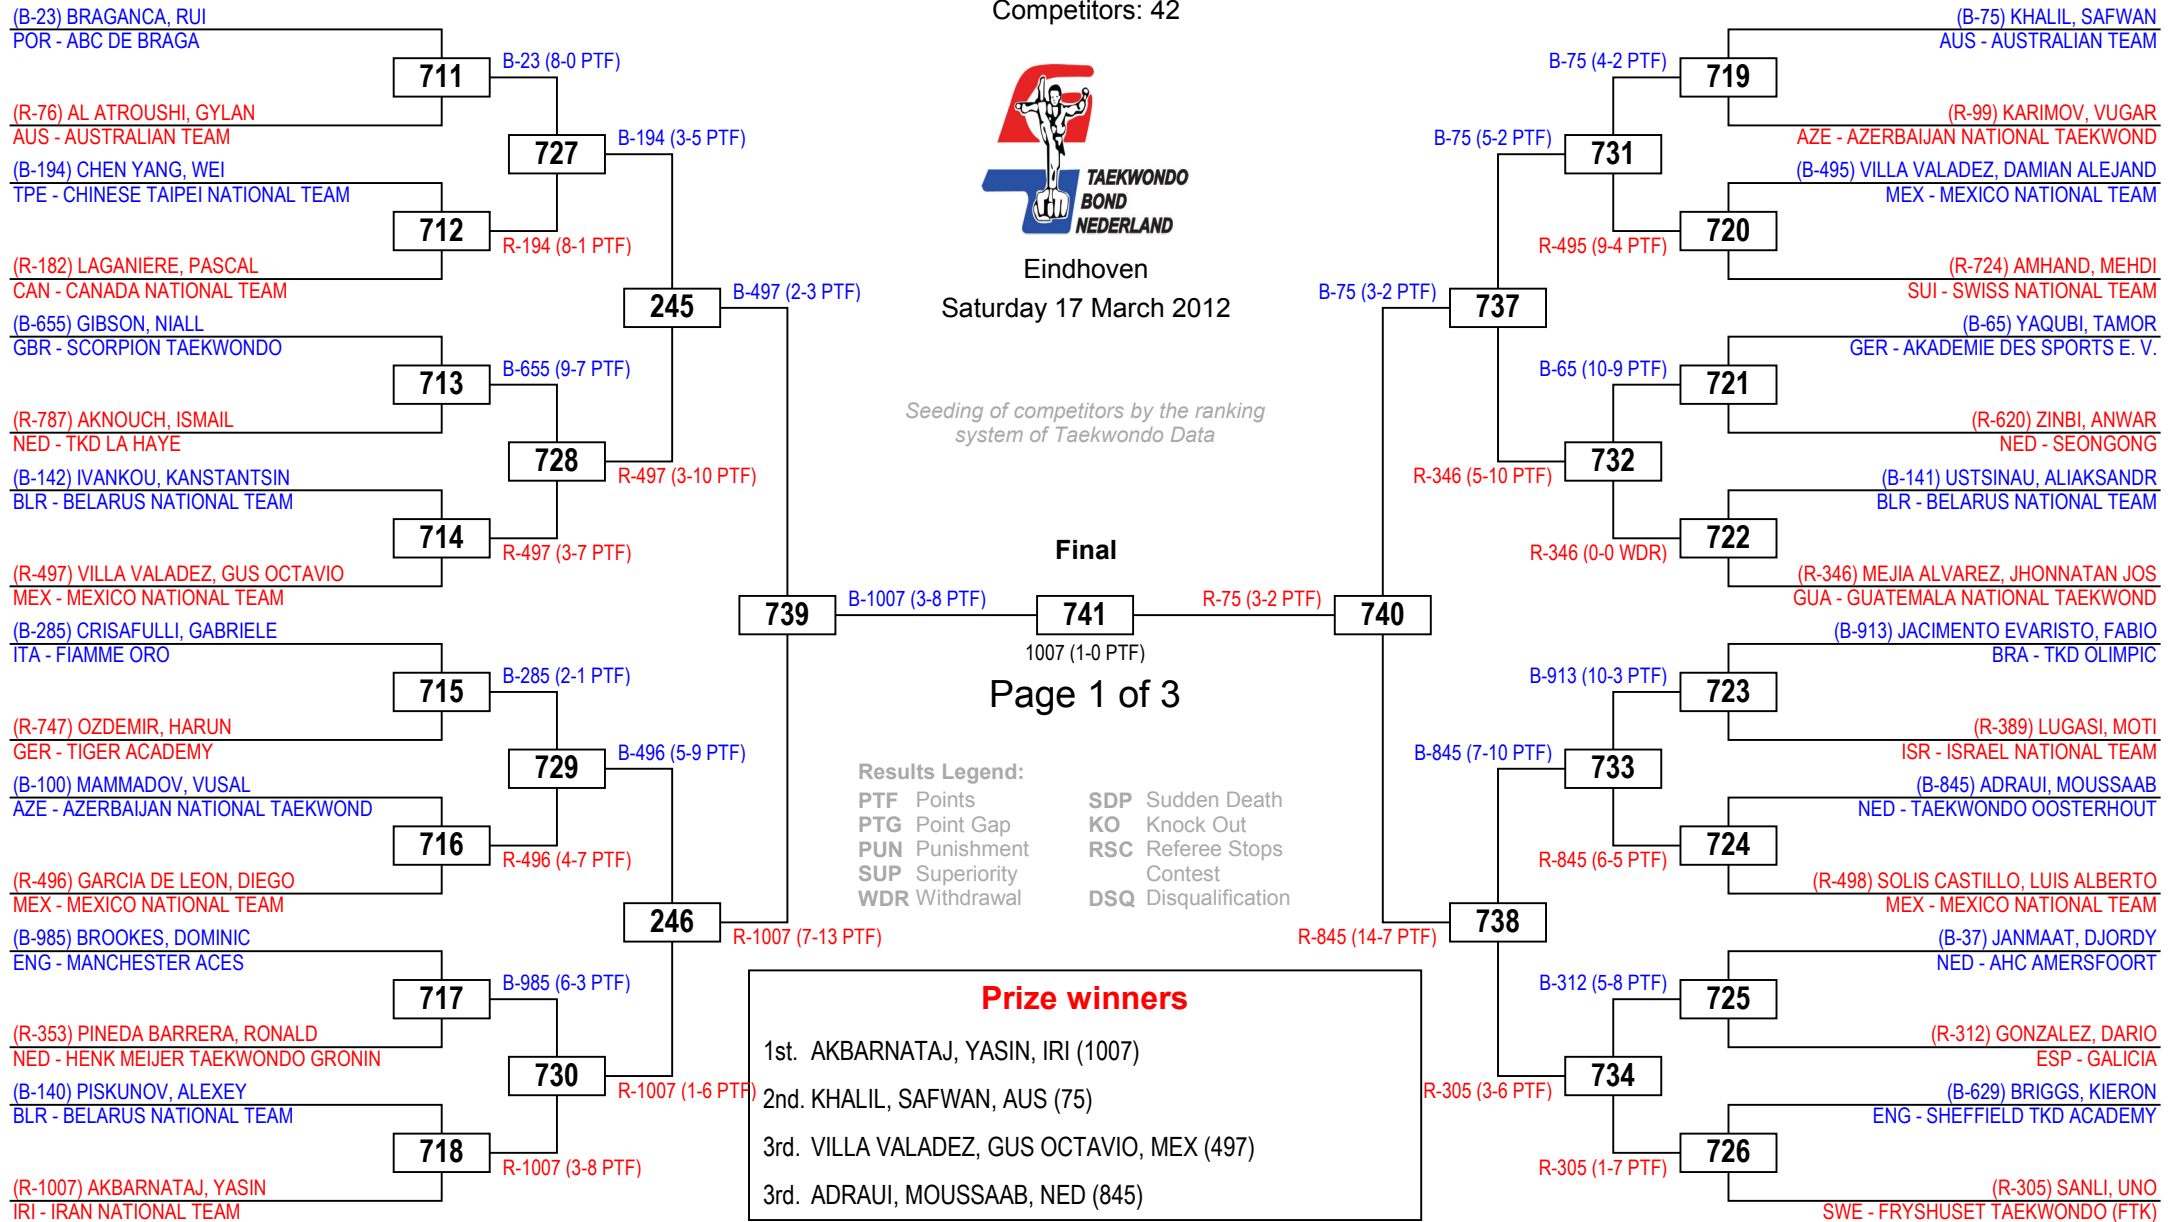 Competitors: 42
TAEKWONDO
BOND
NEDERLAND
Eindhoven
Saturday 17 March 2012
Seeding of competitors by the ranking
system of Taekwondo Data
(B-23) BRAGANCA, RUI
POR - ABC DE BRAGA
711
B-23 (8-0 PTF)
(R-76) AL ATROUSHI, GYLAN
AUS - AUSTRALIAN TEAM
727
B-194 (3-5 PTF)
(B-194) CHEN YANG, WEI
TPE - CHINESE TAIPEI NATIONAL TEAM
712
R-194 (8-1 PTF)
(R-182) LAGANIÈRE, PASCAL
CAN - CANADA NATIONAL TEAM
245
B-497 (2-3 PTF)
(B-655) GIBSON, NIALL
GBR - SCORPION TAEKWONDO
713
B-655 (9-7 PTF)
(R-787) AKNOUCH, ISMAIL
NED - TKD LA HAYE
728
R-497 (3-10 PTF)
(B-142) IVANKOU, KANSTANTSIN
BLR - BELARUS NATIONAL TEAM
714
R-497 (3-7 PTF)
(R-497) VILLA VALADEZ, GUS OCTAVIO
MEX - MEXICO NATIONAL TEAM
739
B-1007 (3-8 PTF)
(B-285) CRISAFULLI, GABRIELE
ITA - FIAMME ORO
715
B-285 (2-1 PTF)
(R-747) OZDEMIR, HARUN
GER - TIGER ACADEMY
729
B-496 (5-9 PTF)
(B-100) MAMMADOV, VUSAL
AZE - AZERBAIJAN NATIONAL TAEKWOND
716
R-496 (4-7 PTF)
(R-496) GARCIA DE LEON, DIEGO
MEX - MEXICO NATIONAL TEAM
246
R-1007 (7-13 PTF)
(B-985) BROOKES, DOMINIC
ENG - MANCHESTER ACES
717
B-985 (6-3 PTF)
(R-353) PINEDA BARRERA, RONALD
NED - HENK MEIJER TAEKWONDO GRONIN
730
R-1007 (1-6 PTF)
(B-140) PISKUNOV, ALEXEY
BLR - BELARUS NATIONAL TEAM
718
R-1007 (3-8 PTF)
(R-1007) AKBARNATAJ, YASIN
IRI - IRAN NATIONAL TEAM
Final
741
1007 (1-0 PTF)
Page 1 of 3
Results Legend:
PTF Points
PTG Point Gap
PUN Punishment
SUP Superiority
WDR Withdrawal
SDP Sudden Death
KO Knock Out
RSC Referee Stops
Contest
DSQ Disqualification
Prize winners
1st. AKBARNATAJ, YASIN, IRI (1007)
2nd. KHALIL, SAFWAN, AUS (75)
3rd. VILLA VALADEZ, GUS OCTAVIO, MEX (497)
3rd. ADRAUI, MOUSSAAB, NED (845)
(B-75) KHALIL, SAFWAN
AUS - AUSTRALIAN TEAM
B-75 (4-2 PTF)
719
(R-99) KARIMOV, VUGAR
AZE - AZERBAIJAN NATIONAL TAEKWOND
B-75 (5-2 PTF)
731
(B-495) VILLA VALADEZ, DAMIAN ALEJAND
MEX - MEXICO NATIONAL TEAM
720
R-495 (9-4 PTF)
(R-724) AMHAND, MEHDI
SUI - SWISS NATIONAL TEAM
B-75 (3-2 PTF)
737
(B-65) YAQUBI, TAMOR
GER - AKADEMIE DES SPORTS E. V.
B-65 (10-9 PTF)
721
(R-620) ZINBI, ANWAR
NED - SEONGONG
732
R-346 (5-10 PTF)
(B-141) USTSINAU, ALIAKSANDR
BLR - BELARUS NATIONAL TEAM
722
R-346 (0-0 WDR)
(R-346) MEJIA ALVAREZ, JHONNATAN JOS
GUA - GUATEMALA NATIONAL TAEKWOND
R-75 (3-2 PTF)
740
(B-913) JACIMENTO EVARISTO, FABIO
BRA - TKD OLIMPIC
B-913 (10-3 PTF)
723
(R-389) LUGASI, MOTI
ISR - ISRAEL NATIONAL TEAM
B-845 (7-10 PTF)
733
(B-845) ADRAUI, MOUSSAAB
NED - TAEKWONDO OOSTERHOUT
724
R-845 (6-5 PTF)
(R-498) SOLIS CASTILLO, LUIS ALBERTO
MEX - MEXICO NATIONAL TEAM
738
R-845 (14-7 PTF)
(B-37) JANMAAT, DJORDY
NED - AHC AMERSFOORT
B-312 (5-8 PTF)
725
(R-312) GONZALEZ, DARIO
ESP - GALICIA
734
R-305 (3-6 PTF)
(B-629) BRIGGS, KIERON
ENG - SHEFFIELD TKD ACADEMY
726
R-305 (1-7 PTF)
(R-305) SANLI, UNO
SWE - FRYSHUSET TAEKWONDO (FTK)